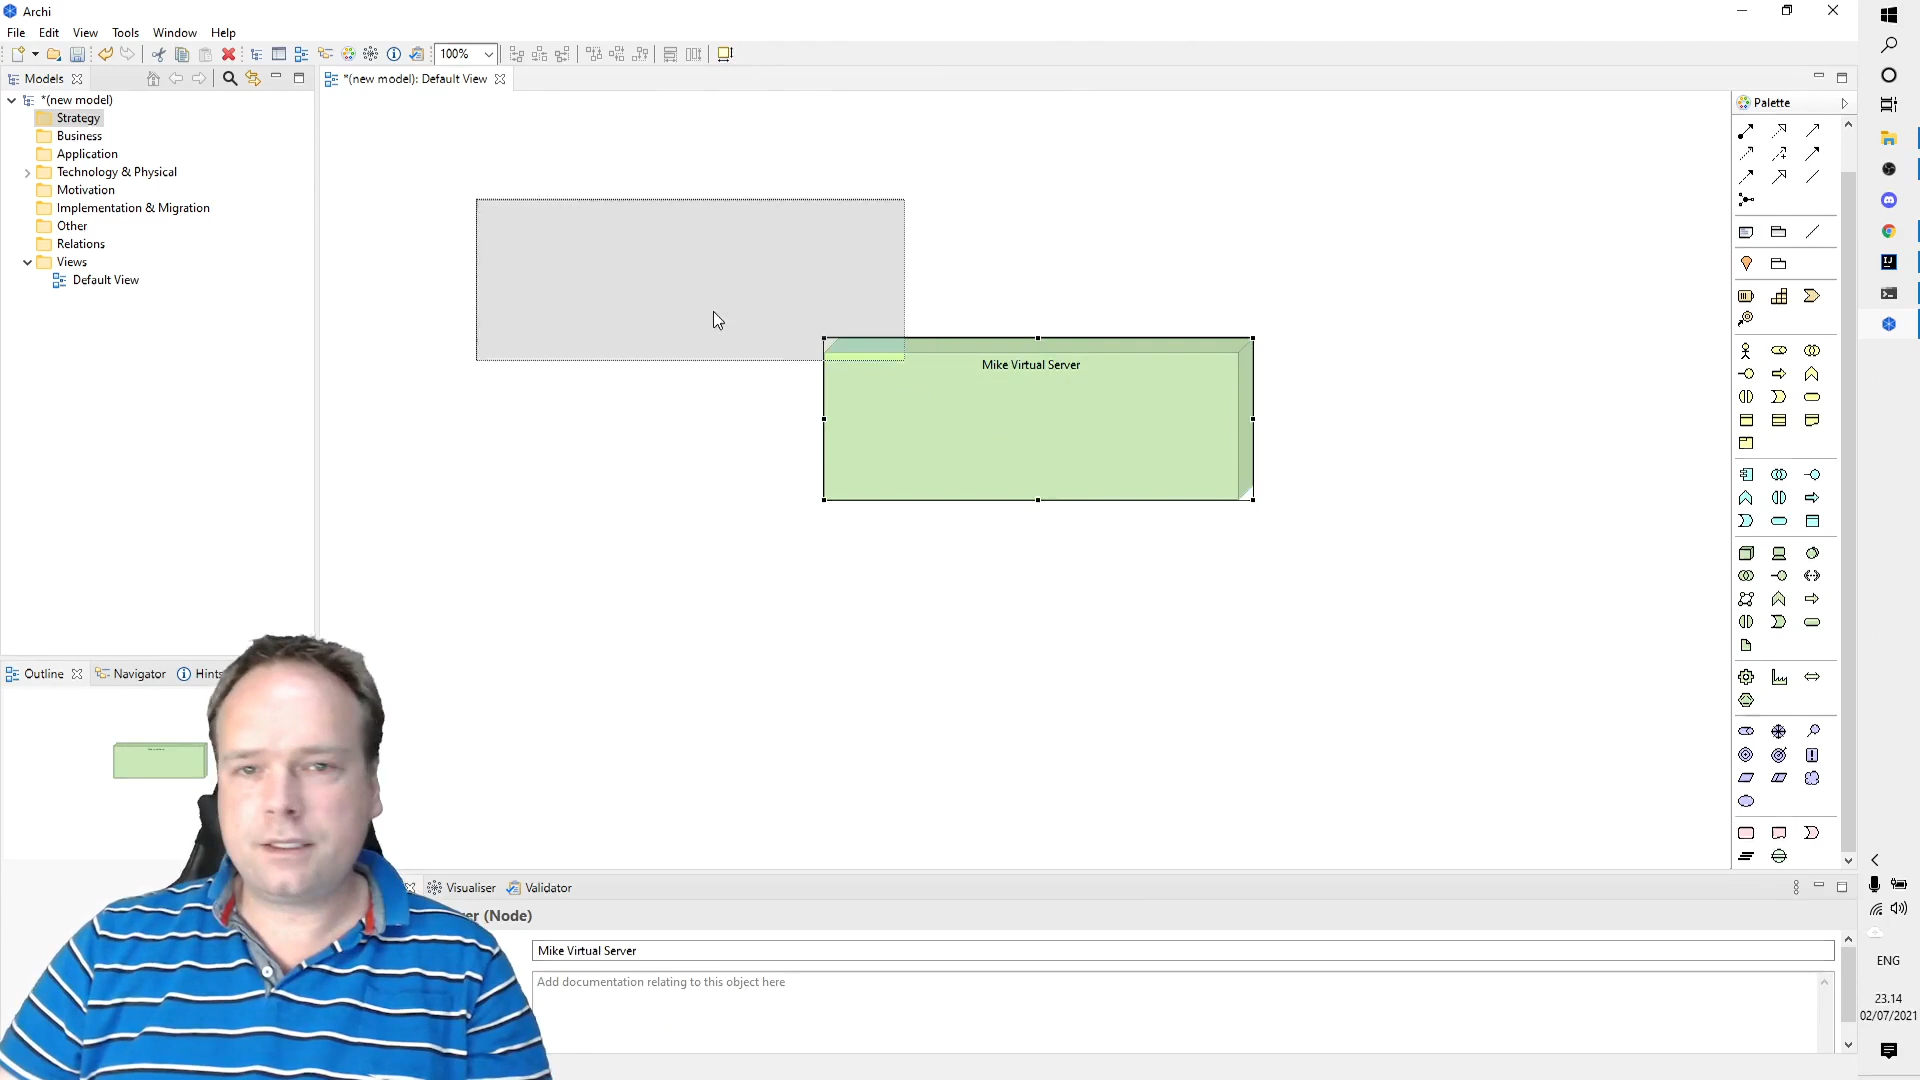 Archi
File Edit View Tools Window Help
100%
Models
*(new model): Default View
*(new model)
Strategy
Business
Application
Technology & Physical
Motivation
Implementation & Migration
Other
Relations
Views
Default View
Palette
Mike Virtual Server
Outline Navigator Hints
Visualiser Validator
er (Node)
Mike Virtual Server
Add documentation relating to this object here
ENG
23.14
02/07/2021